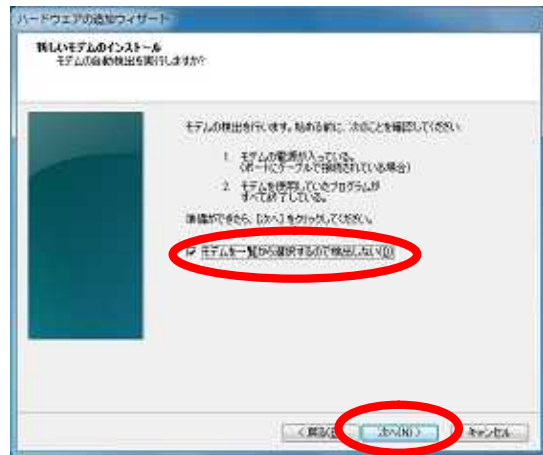 ハードウェアの追加ウィザード
新しいモデムのインストール
モデムの自動検出を実行しますか?
モデムの検出を行います。始める前に、次のことを確認してください。
1. モデムの電源が入っている。
(ポートにケーブルで接続されている場合)
2. モデムを使用していたプログラムが
すべて終了している。
準備ができたら、[次へ] をクリックしてください。
モデムを一覧から選択するので検出しない(D)
< 戻る(B)
次へ(N) >
キャンセル